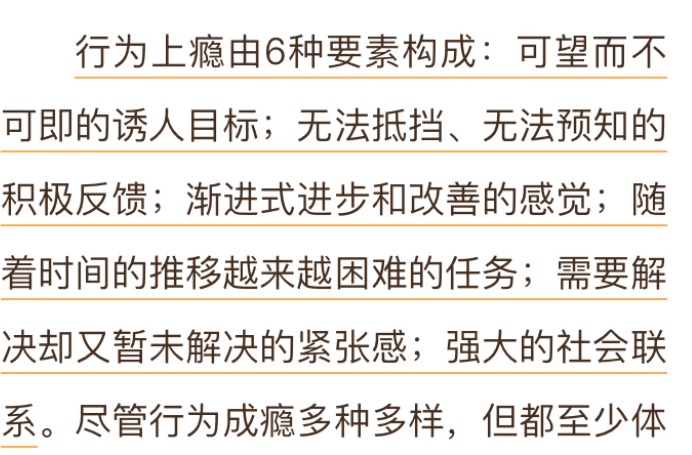 行为上瘾由6种要素构成：可望而不
可即的诱人目标；无法抵挡、无法预知的
积极反馈；渐进式进步和改善的感觉；随
着时间的推移越来越困难的任务；需要解
决却又暂未解决的紧张感；强大的社会联
系。尽管行为成瘾多种多样，但都至少体